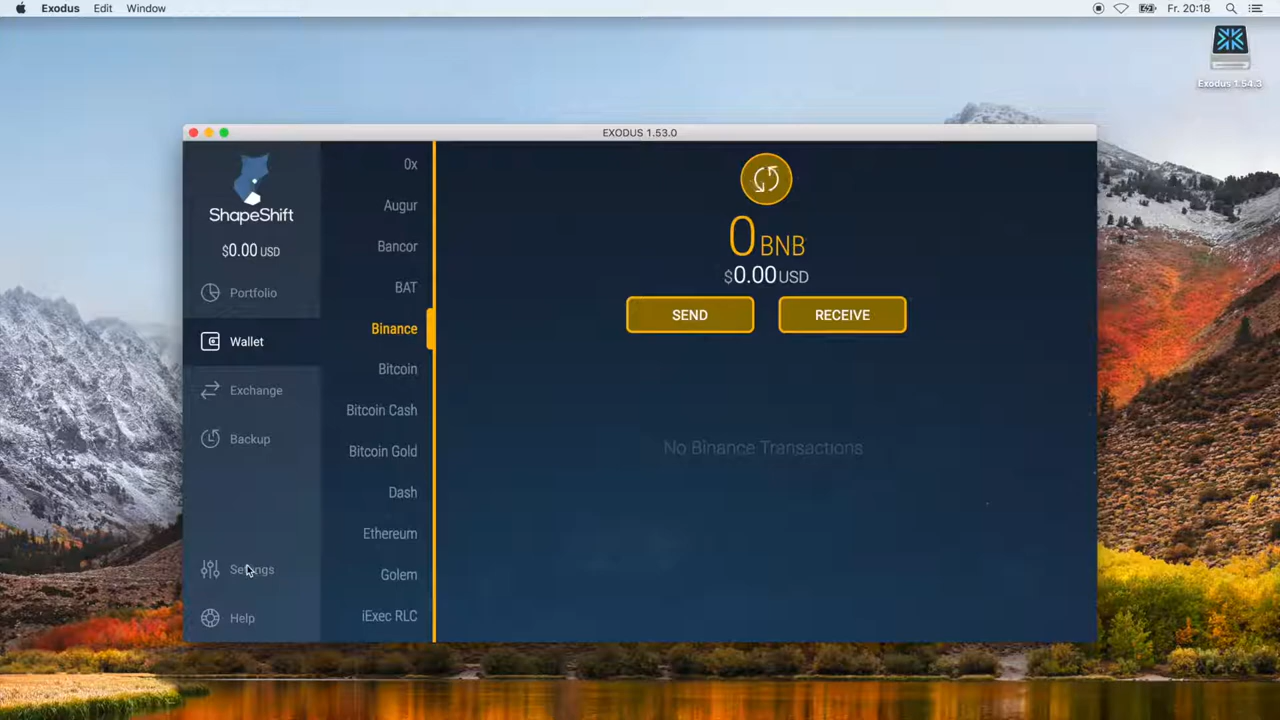 Exodus Edit Window Fr. 20:18
Exodus 1.54.3
EXODUS 1.53.0
ShapeShift
$0.00 USD
Portfolio
Wallet
Exchange
Backup
Settings
Help
0x
Augur
Bancor
BAT
Binance
Bitcoin
Bitcoin Cash
Bitcoin Gold
Dash
Ethereum
Golem
iExec RLC
0 BNB
$0.00 USD
SEND RECEIVE
No Binance Transactions